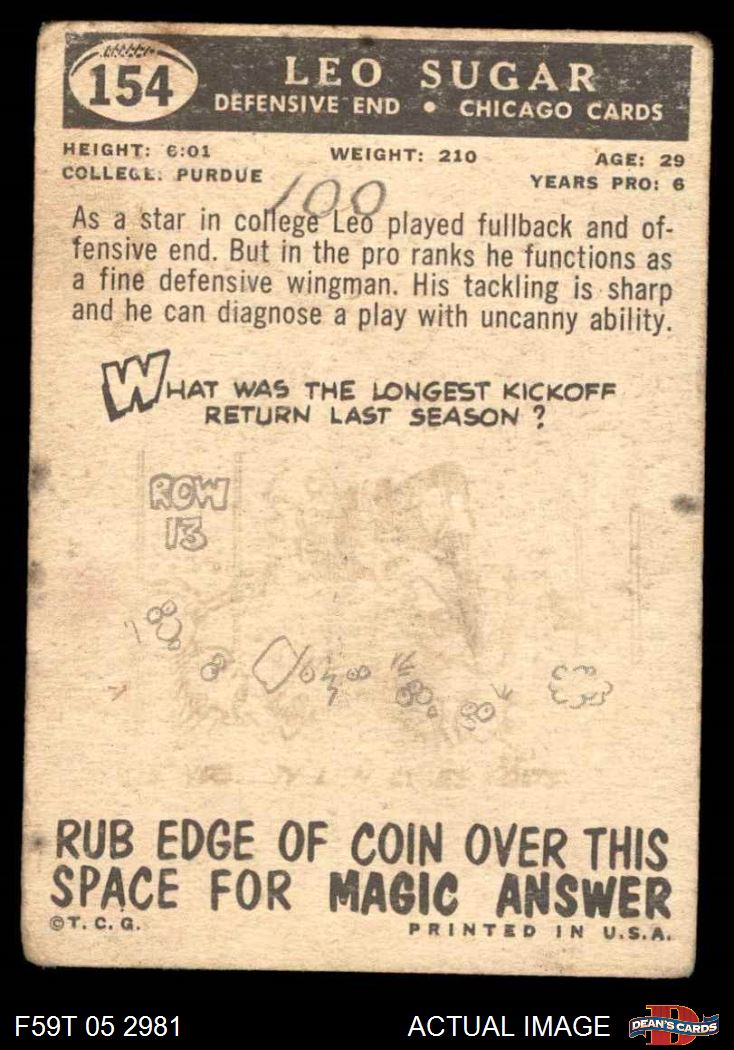 154
LEO SUGAR
DEFENSIVE END • CHICAGO CARDS
HEIGHT: 6:01 WEIGHT: 210 AGE: 29
COLLEGE: PURDUE YEARS PRO: 6
100
As a star in college Leo played fullback and of-
fensive end. But in the pro ranks he functions as
a fine defensive wingman. His tackling is sharp
and he can diagnose a play with uncanny ability.
WHAT WAS THE LONGEST KICKOFF
RETURN LAST SEASON?
ROW
13
RUB EDGE OF COIN OVER THIS
SPACE FOR MAGIC ANSWER
©T. C. G.
PRINTED IN U.S.A.
F59T 05 2981
ACTUAL IMAGE
D
DEAN'S CARDS